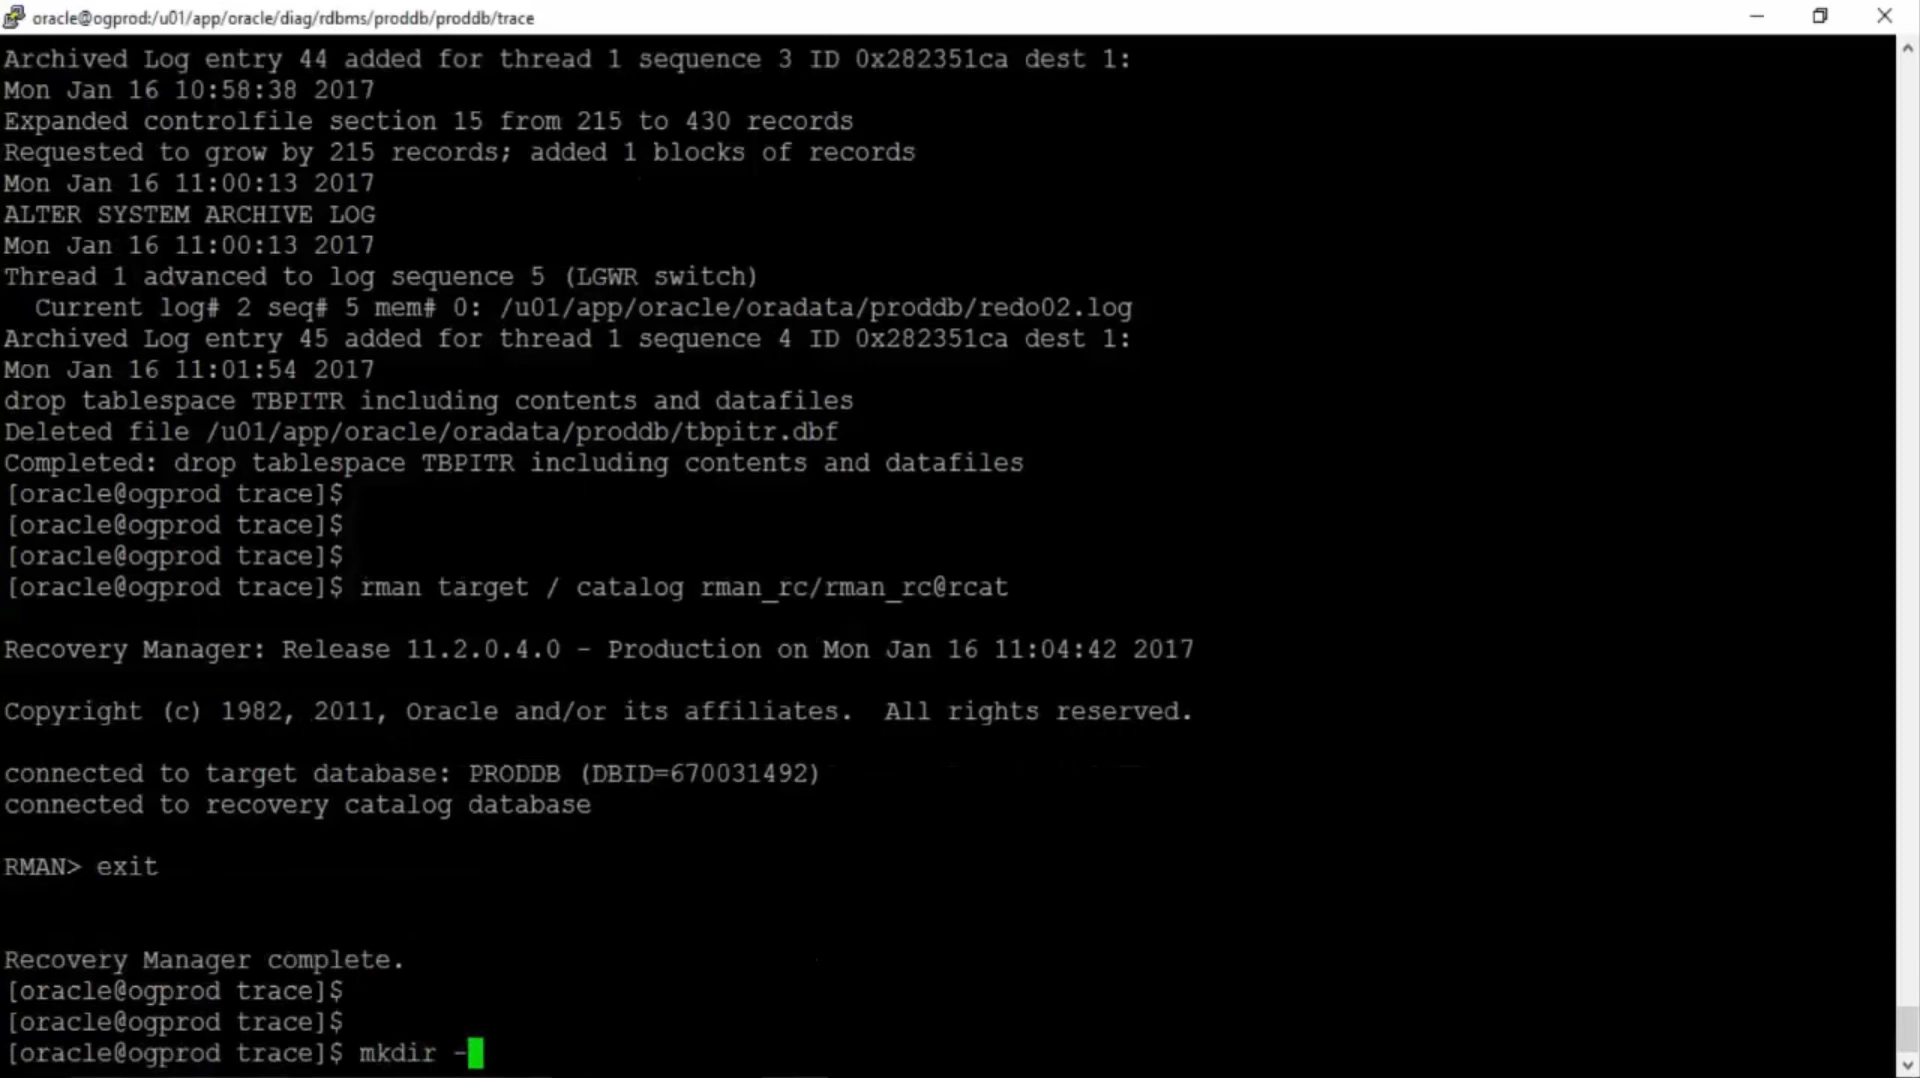 oracle@ogprod:/u01/app/oracle/diag/rdbms/proddb/proddb/trace
Archived Log entry 44 added for thread 1 sequence 3 ID 0x282351ca dest 1:
Mon Jan 16 10:58:38 2017
Expanded controlfile section 15 from 215 to 430 records
Requested to grow by 215 records; added 1 blocks of records
Mon Jan 16 11:00:13 2017
ALTER SYSTEM ARCHIVE LOG
Mon Jan 16 11:00:13 2017
Thread 1 advanced to log sequence 5 (LGWR switch)
  Current log# 2 seq# 5 mem# 0: /u01/app/oracle/oradata/proddb/redo02.log
Archived Log entry 45 added for thread 1 sequence 4 ID 0x282351ca dest 1:
Mon Jan 16 11:01:54 2017
drop tablespace TBPITR including contents and datafiles
Deleted file /u01/app/oracle/oradata/proddb/tbpitr.dbf
Completed: drop tablespace TBPITR including contents and datafiles
[oracle@ogprod trace]$
[oracle@ogprod trace]$
[oracle@ogprod trace]$
[oracle@ogprod trace]$ rman target / catalog rman_rc/rman_rc@rcat
Recovery Manager: Release 11.2.0.4.0 - Production on Mon Jan 16 11:04:42 2017
Copyright (c) 1982, 2011, Oracle and/or its affiliates.  All rights reserved.
connected to target database: PRODDB (DBID=670031492)
connected to recovery catalog database
RMAN> exit
Recovery Manager complete.
[oracle@ogprod trace]$
[oracle@ogprod trace]$
[oracle@ogprod trace]$ mkdir -